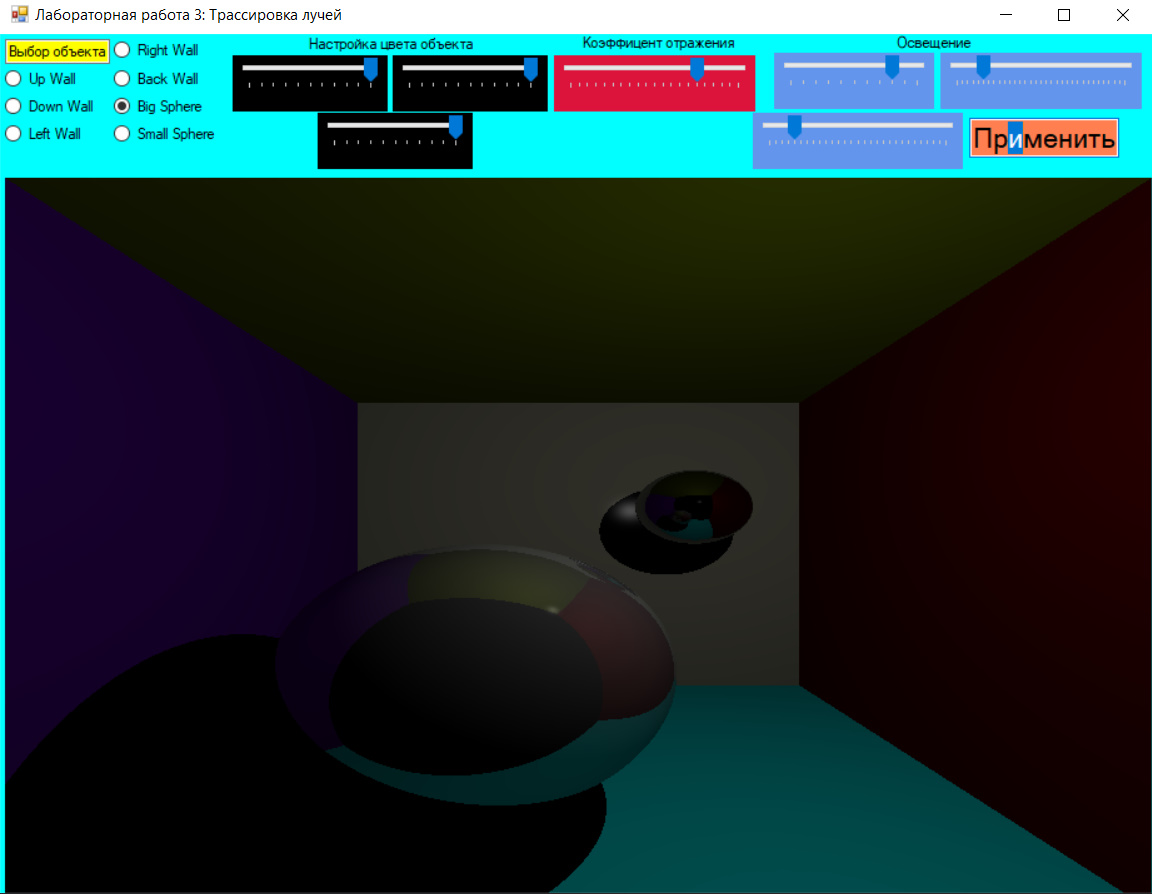 Лабораторная работа 3: Трассировка лучей
Выбор объекта
Right Wall
Up Wall
Back Wall
Down Wall
Big Sphere
Left Wall
Small Sphere
Настройка цвета объекта
Коэффицент отражения
Освещение
Применить